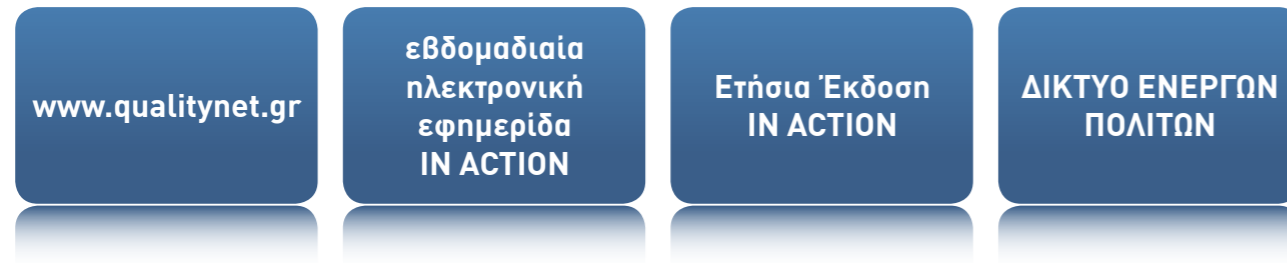 www.qualitynet.gr
εβδομαδιαία
ηλεκτρονική
εφημερίδα
IN ACTION
Ετήσια Έκδοση
IN ACTION
ΔΙΚΤΥΟ ΕΝΕΡΓΩΝ
ΠΟΛΙΤΩΝ